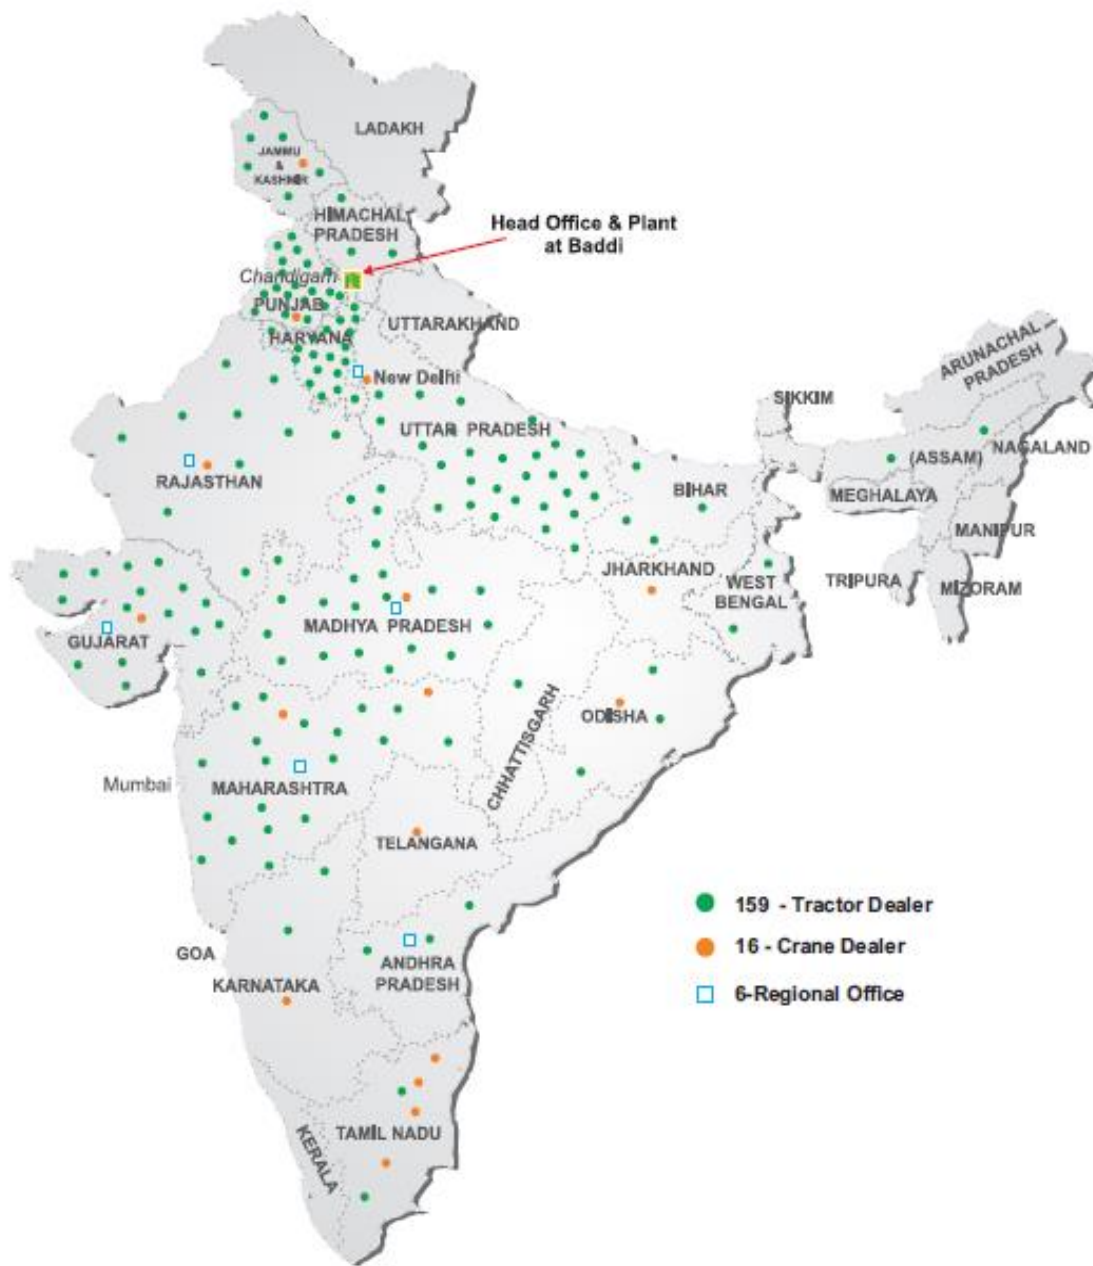 LADAKH
JAMMU
&
KASHMIR
HIMACHAL
PRADESH
Head Office & Plant
at Baddi
Chandigarh
PUNJAB
HARYANA
UTTARAKHAND
New Delhi
ARUNACHAL
PRADESH
SIKKIM
UTTAR PRADESH
(ASSAM)
NAGALAND
RAJASTHAN
BIHAR
MEGHALAYA
MANIPUR
JHARKHAND
WEST
BENGAL
TRIPURA
MIZORAM
GUJARAT
MADHYA PRADESH
CHHATTISGARH
ODISHA
Mumbai
MAHARASHTRA
TELANGANA
159 - Tractor Dealer
16 - Crane Dealer
6-Regional Office
GOA
KARNATAKA
ANDHRA
PRADESH
TAMIL NADU
KERALA